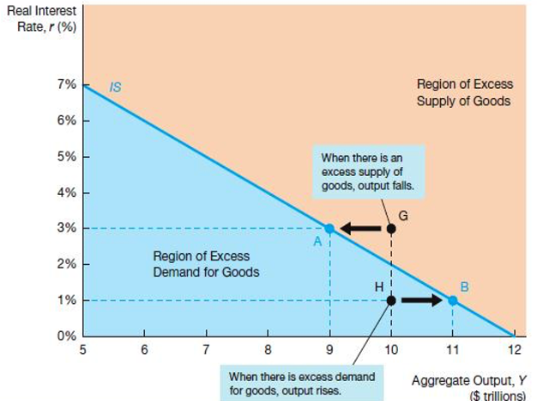 Real Interest
Rate, r (%)
7%
6%
5%
4%
3%
2%
1%
0%
IS
Region of Excess
Supply of Goods
When there is an
excess supply of
goods, output falls.
G
A
Region of Excess
Demand for Goods
H
B
5
6
7
8
9
10
11
12
When there is excess demand
for goods, output rises.
Aggregate Output, Y
($ trillions)